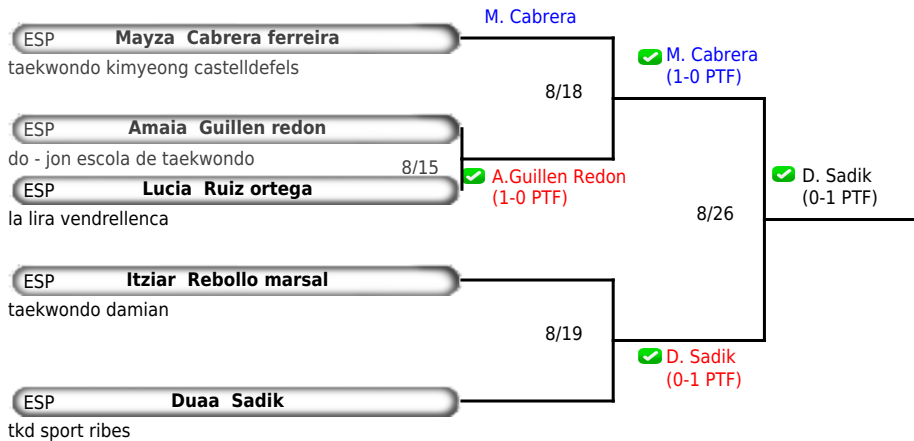 M. Cabrera
ESP Mayza Cabrera ferreira
taekwondo kimyeong castelldefels
M. Cabrera
(1-0 PTF)
8/18
ESP Amaia Guillen redon
do - jon escola de taekwondo
8/15
A.Guillen Redon
(1-0 PTF)
ESP Lucia Ruiz ortega
la lira vendrellenca
D. Sadik
(0-1 PTF)
8/26
ESP Itziar Rebollo marsal
taekwondo damian
8/19
D. Sadik
(0-1 PTF)
ESP Duaa Sadik
tkd sport ribes